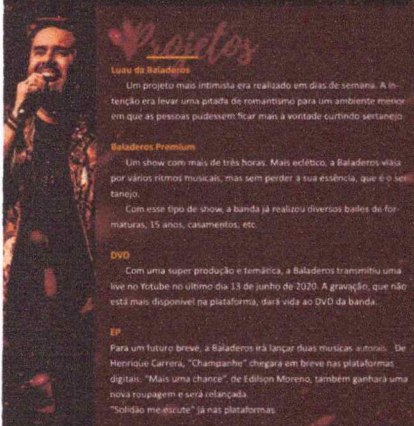 Projetos
Luau da Baladeros
Um projeto mais intimista era realizado em dias de semana. A in-
tenção era levar uma pitada de romantismo para um ambiente menor
em que as pessoas pudessem ficar mais à vontade curtindo sertanejo.
Baladeros Premium
Um show com mais de três horas. Mais eclético, a Baladeros viaja
por vários ritmos musicais, mas sem perder a sua essência, que é o ser-
tanejo.
Com esse tipo de show, a banda já realizou diversos bailes de for-
maturas, 15 anos, casamentos, etc.
DVD
Com uma super produção e temática, a Baladeros transmitiu uma
live no Yotube no último dia 13 de junho de 2020. A gravação, que não
está mais disponível na plataforma, dará vida ao DVD da banda.
EP
Para um futuro breve, a Baladeros irá lançar duas musicas autorais. De
Henrique Carrera, "Champanhe" chegara em breve nas plataformas
digitais. "Mais uma chance", de Edilson Moreno, também ganhará uma
nova roupagem e será relançada.
"Solidão me escute" já nas plataformas